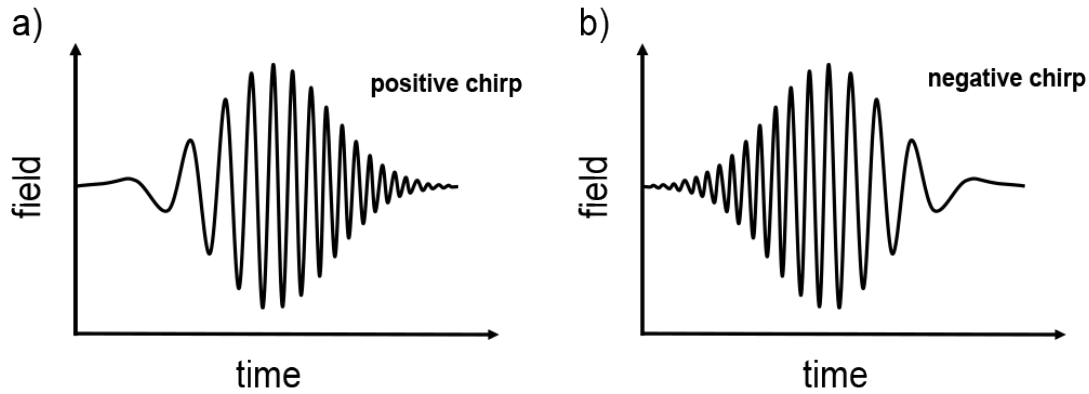 a)
positive chirp
field
time
b)
negative chirp
field
time